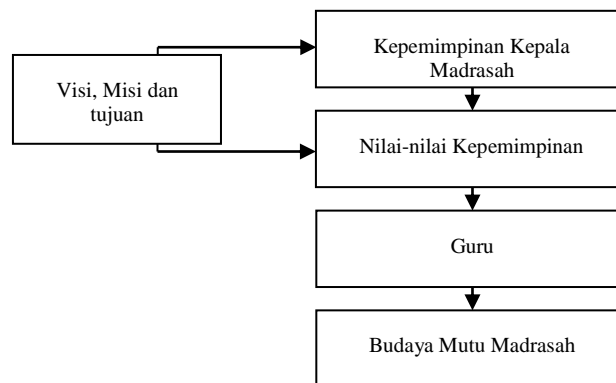 Kepemimpinan Kepala
Madrasah
Visi, Misi dan
tujuan
Nilai-nilai Kepemimpinan
Guru
Budaya Mutu Madrasah